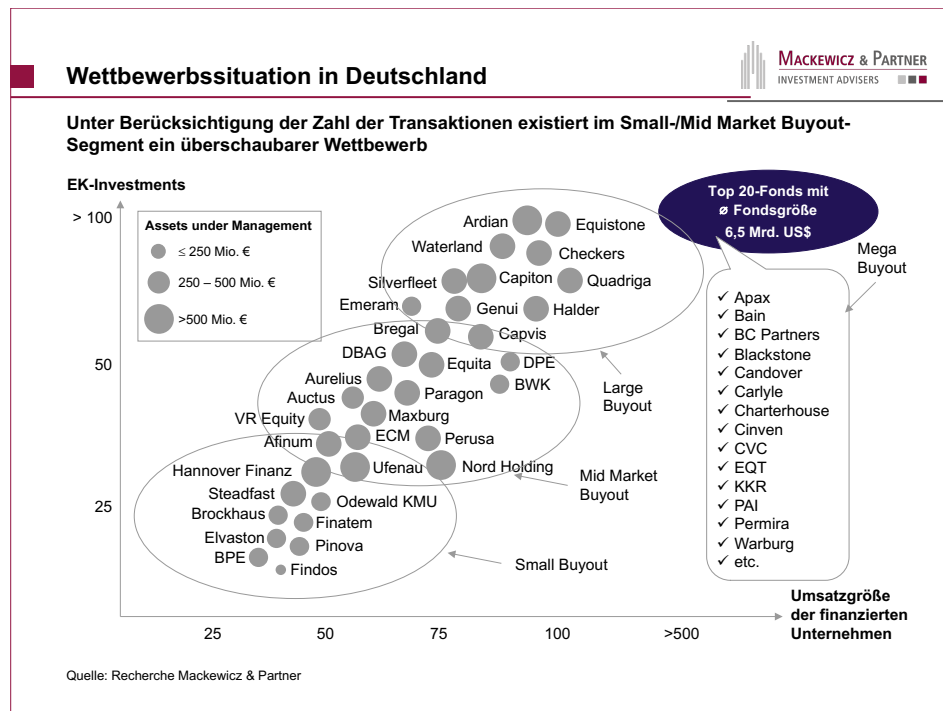 Wettbewerbssituation in Deutschland
MACKEWICZ & PARTNER
INVESTMENT ADVISERS
Unter Berücksichtigung der Zahl der Transaktionen existiert im Small-/Mid Market Buyout-
Segment ein überschaubarer Wettbewerb
EK-Investments
> 100
50
25
Assets under Management
≤ 250 Mio. €
250 – 500 Mio. €
>500 Mio. €
Top 20-Fonds mit
ø Fondsgröße
6,5 Mrd. US$
Mega
Buyout
Ardian
Equistone
Waterland
Checkers
Silverfleet
Capiton
Quadriga
Emeram
Genui
Halder
Bregal
Capvis
DBAG
Equita
DPE
Aurelius
Paragon
BWK
Auctus
Maxburg
VR Equity
Afinum
ECM
Perusa
Hannover Finanz
Ufenau
Nord Holding
Steadfast
Odewald KMU
Brockhaus
Finatem
Elvaston
Pinova
BPE
Findos
Large
Buyout
Mid Market
Buyout
Small Buyout
✓ Apax
✓ Bain
✓ BC Partners
✓ Blackstone
✓ Candover
✓ Carlyle
✓ Charterhouse
✓ Cinven
✓ CVC
✓ EQT
✓ KKR
✓ PAI
✓ Permira
✓ Warburg
✓ etc.
25
50
75
100
>500
Umsatzgröße
der finanzierten
Unternehmen
Quelle: Recherche Mackewicz & Partner